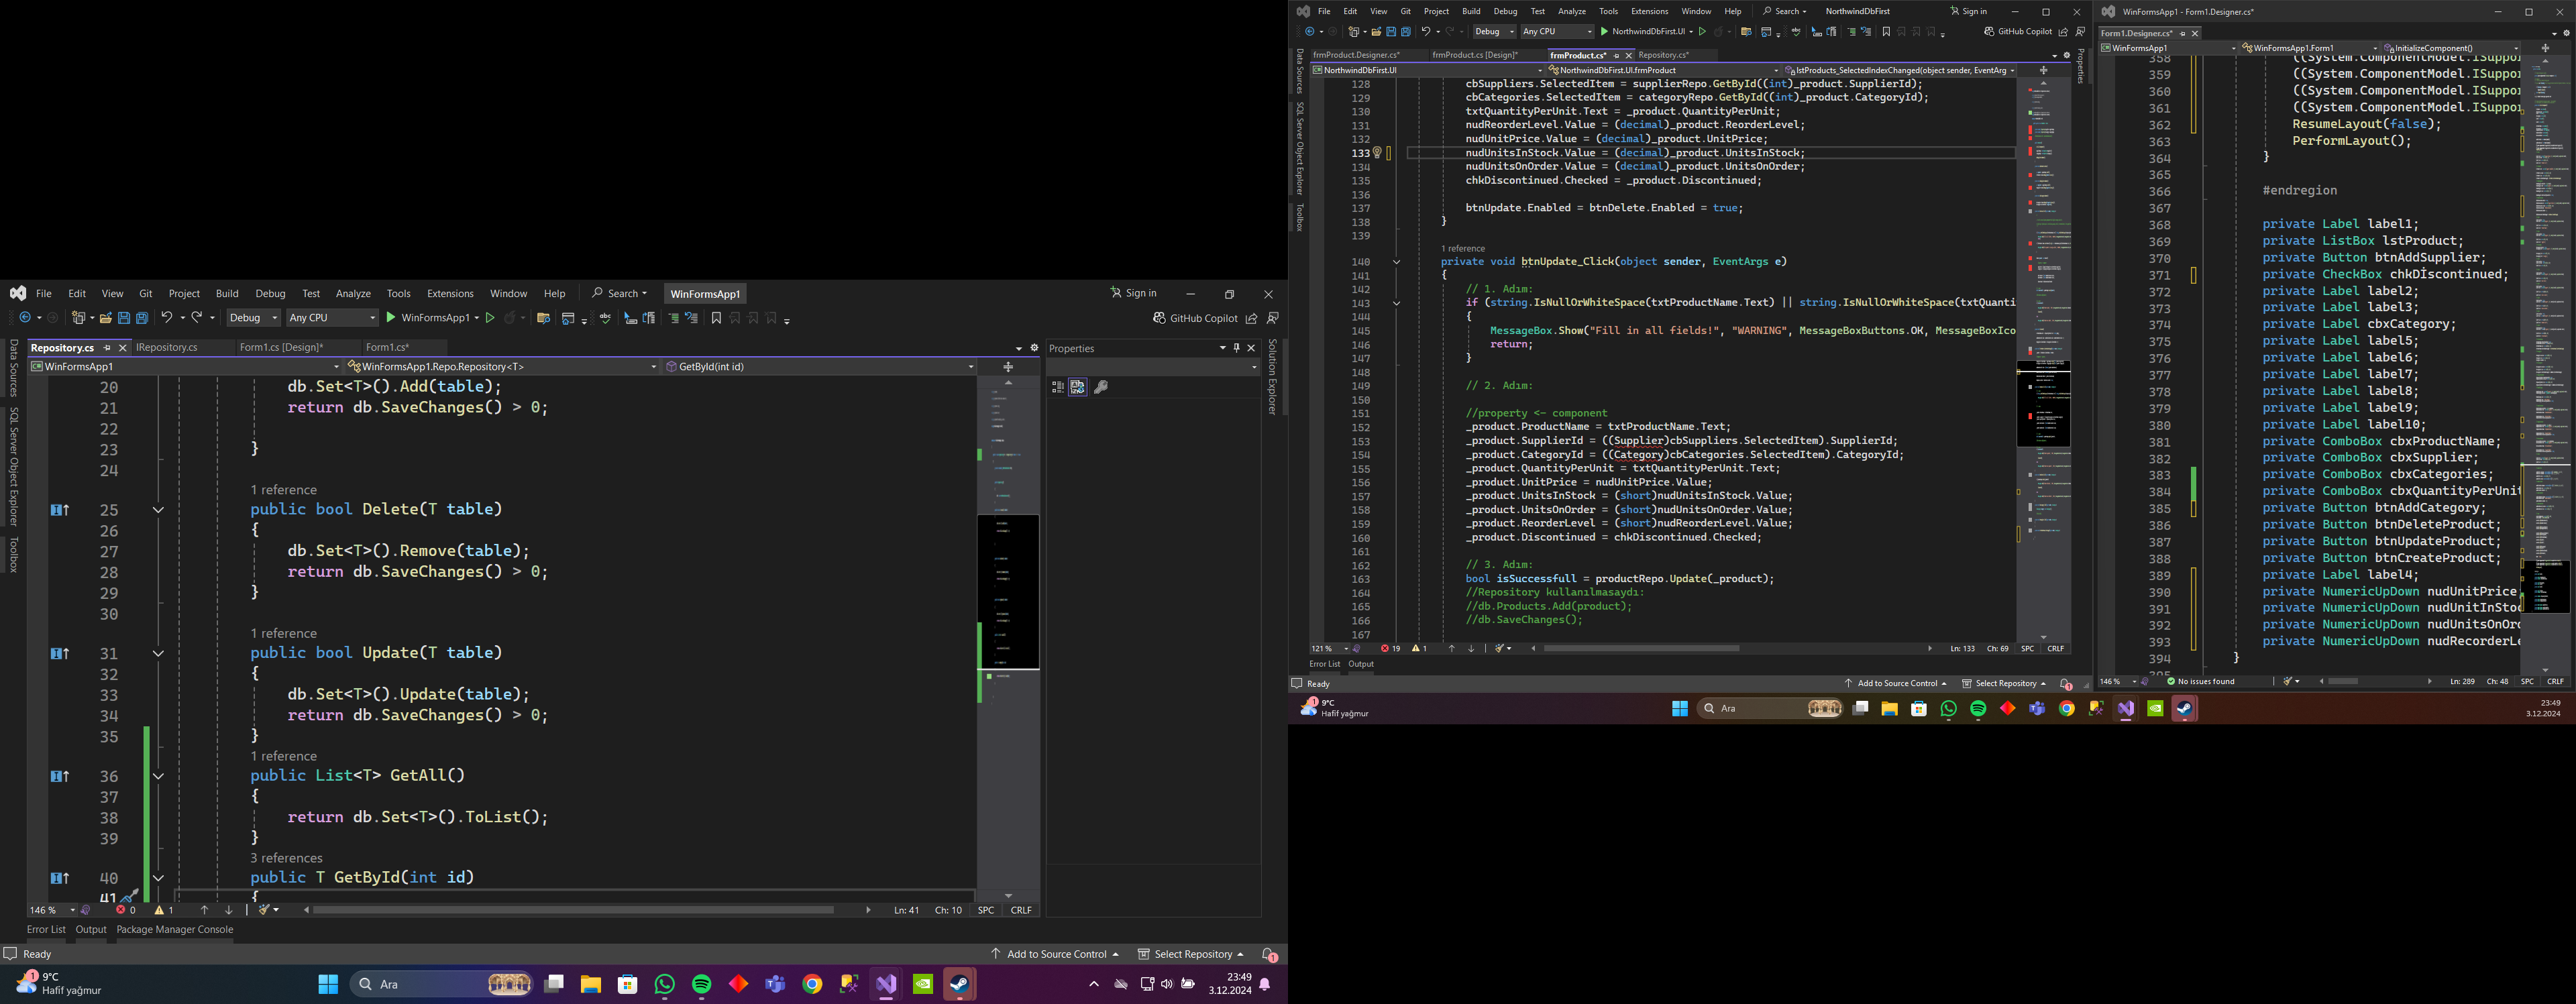 File Edit View Git Project Build Debug Test Analyze Tools Extensions Window Help Search WinFormsApp1 Sign in
Debug Any CPU WinFormsApp1 GitHub Copilot
Repository.cs IRepository.cs Form1.cs [Design]* Form1.cs*
WinFormsApp1 WinFormsApp1.Repo.Repository<T> GetById(int id)
Data Sources
SQL Server Object Explorer
Toolbox
20 db.Set<T>().Add(table);
21 return db.SaveChanges() > 0;
22
23 }
24
1 reference
25 public bool Delete(T table)
26 {
27 db.Set<T>().Remove(table);
28 return db.SaveChanges() > 0;
29 }
30
1 reference
31 public bool Update(T table)
32 {
33 db.Set<T>().Update(table);
34 return db.SaveChanges() > 0;
35 }
1 reference
36 public List<T> GetAll()
37 {
38 return db.Set<T>().ToList();
39 }
3 references
40 public T GetById(int id)
41 {
146 % 0 1 Ln: 41 Ch: 10 SPC CRLF
Properties
Solution Explorer
Error List Output Package Manager Console
Ready Add to Source Control Select Repository 1
1 9°C
Hafif yağmur
Ara
23:49
3.12.2024
File Edit View Git Project Build Debug Test Analyze Tools Extensions Window Help Search NorthwindDbFirst Sign in
Debug Any CPU NorthwindDbFirst.UI GitHub Copilot
frmProduct.Designer.cs* frmProduct.cs [Design]* frmProduct.cs* Repository.cs*
NorthwindDbFirst.UI NorthwindDbFirst.UI.frmProduct lstProducts_SelectedIndexChanged(object sender, EventArg
Data Sources
SQL Server Object Explorer
Toolbox
Properties
128 cbSuppliers.SelectedItem = supplierRepo.GetById((int)_product.SupplierId);
129 cbCategories.SelectedItem = categoryRepo.GetById((int)_product.CategoryId);
130 txtQuantityPerUnit.Text = _product.QuantityPerUnit;
131 nudReorderLevel.Value = (decimal)_product.ReorderLevel;
132 nudUnitPrice.Value = (decimal)_product.UnitPrice;
133 nudUnitsInStock.Value = (decimal)_product.UnitsInStock;
134 nudUnitsOnOrder.Value = (decimal)_product.UnitsOnOrder;
135 chkDiscontinued.Checked = _product.Discontinued;
136
137 btnUpdate.Enabled = btnDelete.Enabled = true;
138 }
139
1 reference
140 private void btnUpdate_Click(object sender, EventArgs e)
141 {
142 // 1. Adım:
143 if (string.IsNullOrWhiteSpace(txtProductName.Text) || string.IsNullOrWhiteSpace(txtQuanti
144 {
145 MessageBox.Show("Fill in all fields!", "WARNING", MessageBoxButtons.OK, MessageBoxIco
146 return;
147 }
148
149 // 2. Adım:
150
151 //property <- component
152 _product.ProductName = txtProductName.Text;
153 _product.SupplierId = ((Supplier)cbSuppliers.SelectedItem).SupplierId;
154 _product.CategoryId = ((Category)cbCategories.SelectedItem).CategoryId;
155 _product.QuantityPerUnit = txtQuantityPerUnit.Text;
156 _product.UnitPrice = nudUnitPrice.Value;
157 _product.UnitsInStock = (short)nudUnitsInStock.Value;
158 _product.UnitsOnOrder = (short)nudUnitsOnOrder.Value;
159 _product.ReorderLevel = (short)nudReorderLevel.Value;
160 _product.Discontinued = chkDiscontinued.Checked;
161
162 // 3. Adım:
163 bool isSuccessfull = productRepo.Update(_product);
164 //Repository kullanılmasaydı:
165 //db.Products.Add(product);
166 //db.SaveChanges();
167
121 % 19 1 Ln: 133 Ch: 69 SPC CRLF
Error List Output
Ready Add to Source Control Select Repository 1
WinFormsApp1 - Form1.Designer.cs*
Form1.Designer.cs*
WinFormsApp1 WinFormsApp1.Form1 InitializeComponent()
358 ((System.ComponentModel.ISuppor
359 ((System.ComponentModel.ISuppor
360 ((System.ComponentModel.ISuppor
361 ((System.ComponentModel.ISuppor
362 ResumeLayout(false);
363 PerformLayout();
364 }
365
366 #endregion
367
368 private Label label1;
369 private ListBox lstProduct;
370 private Button btnAddSupplier;
371 private CheckBox chkDiscontinued;
372 private Label label2;
373 private Label label3;
374 private Label cbxCategory;
375 private Label label5;
376 private Label label6;
377 private Label label7;
378 private Label label8;
379 private Label label9;
380 private Label label10;
381 private ComboBox cbxProductName;
382 private ComboBox cbxSupplier;
383 private ComboBox cbxCategories;
384 private ComboBox cbxQuantityPerUnit
385 private Button btnAddCategory;
386 private Button btnDeleteProduct;
387 private Button btnUpdateProduct;
388 private Button btnCreateProduct;
389 private Label label4;
390 private NumericUpDown nudUnitPrice
391 private NumericUpDown nudUnitInStoc
392 private NumericUpDown nudUnitsOnOrd
393 private NumericUpDown nudRecorderLe
394 }
146 % No issues found Ln: 289 Ch: 48 SPC CRLF
1 9°C
Hafif yağmur
Ara
23:49
3.12.2024